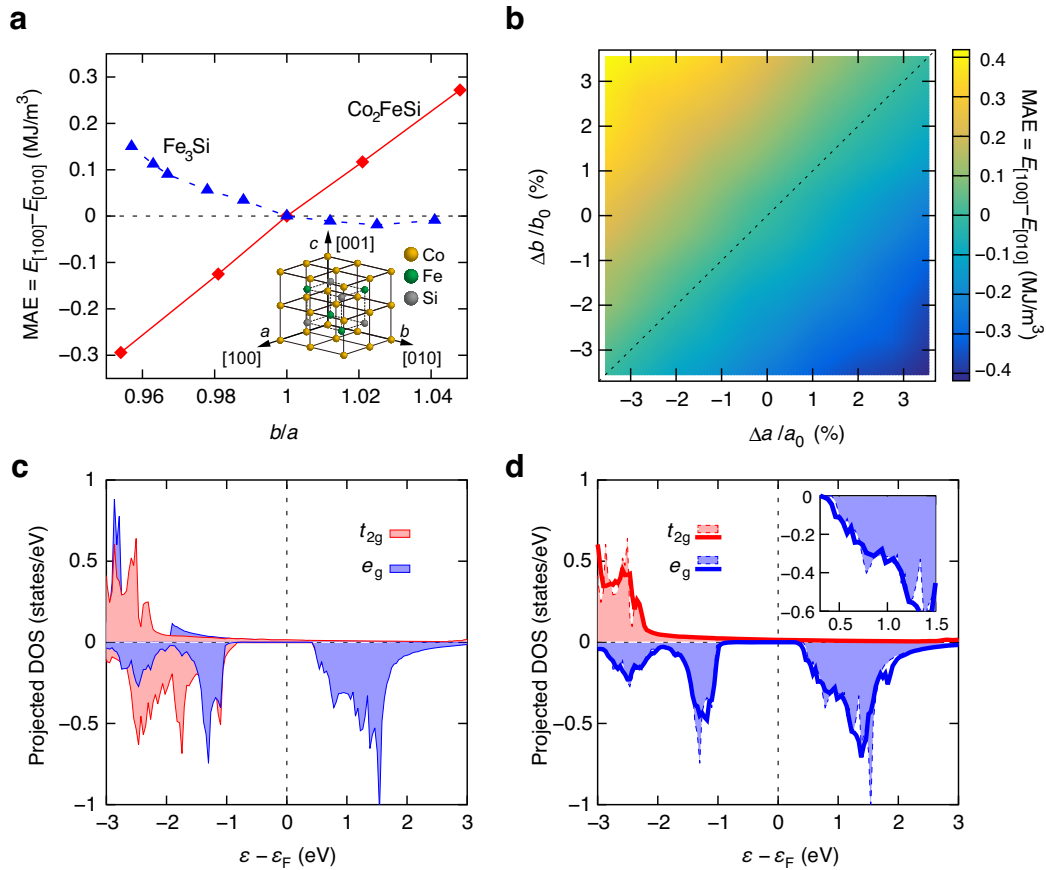 a
MAE = E[100]−E[010] (MJ/m³)
0.3
0.2
0.1
0
−0.1
−0.2
−0.3
Fe₃Si
Co₂FeSi
c
[001]
Co
Fe
Si
a
b
[100]
[010]
0.96
0.98
1.00
1.02
1.04
b/a
b
Δb/b₀ (%)
3
2
1
0
−1
−2
−3
−3
−2
−1
0
1
2
3
Δa/a₀ (%)
0.4
0.3
0.2
0.1
0
−0.1
−0.2
−0.3
−0.4
MAE = E[100]−E[010] (MJ/m³)
c
Projected DOS (states/eV)
1
0.5
0
−0.5
−1
t2g
eg
−3
−2
−1
0
1
2
3
ε − εF (eV)
d
Projected DOS (states/eV)
1
0.5
0
−0.5
−1
t2g
eg
0
−0.2
−0.4
−0.6
0.5
1.0
1.5
−3
−2
−1
0
1
2
3
ε − εF (eV)